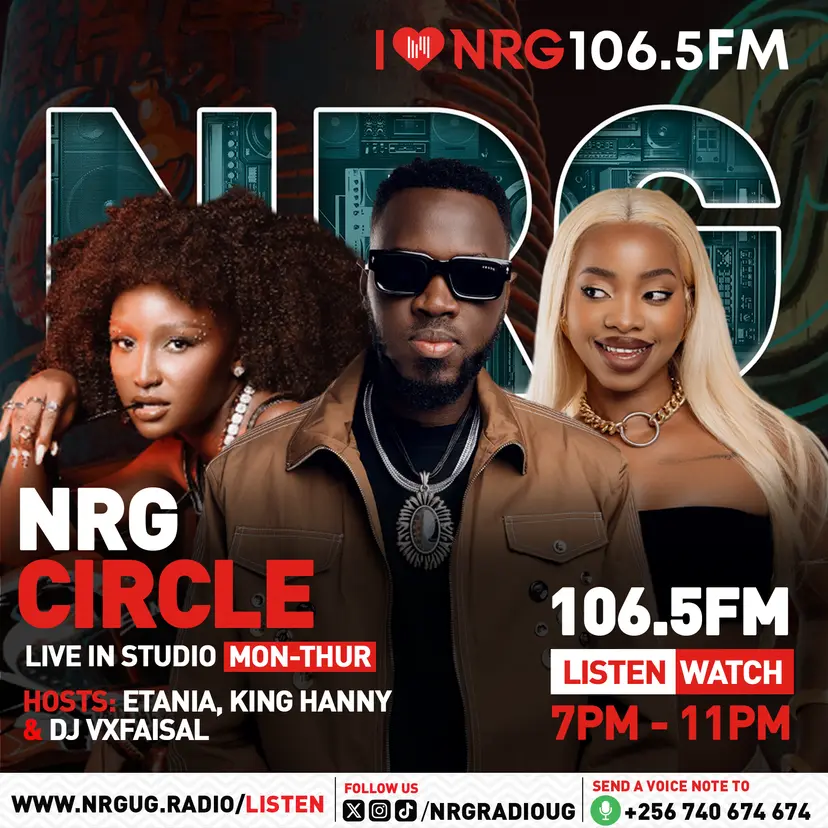 I NRG106.5FM
NRG
NRG
CIRCLE
LIVE IN STUDIO MON-THUR
HOSTS: ETANIA, KING HANNY
& DJ VXFAISAL
106.5FM
LISTEN WATCH
7PM - 11PM
WWW.NRGUG.RADIO/LISTEN
FOLLOW US
/NRGRADIOUG
SEND A VOICE NOTE TO
+256 740 674 674